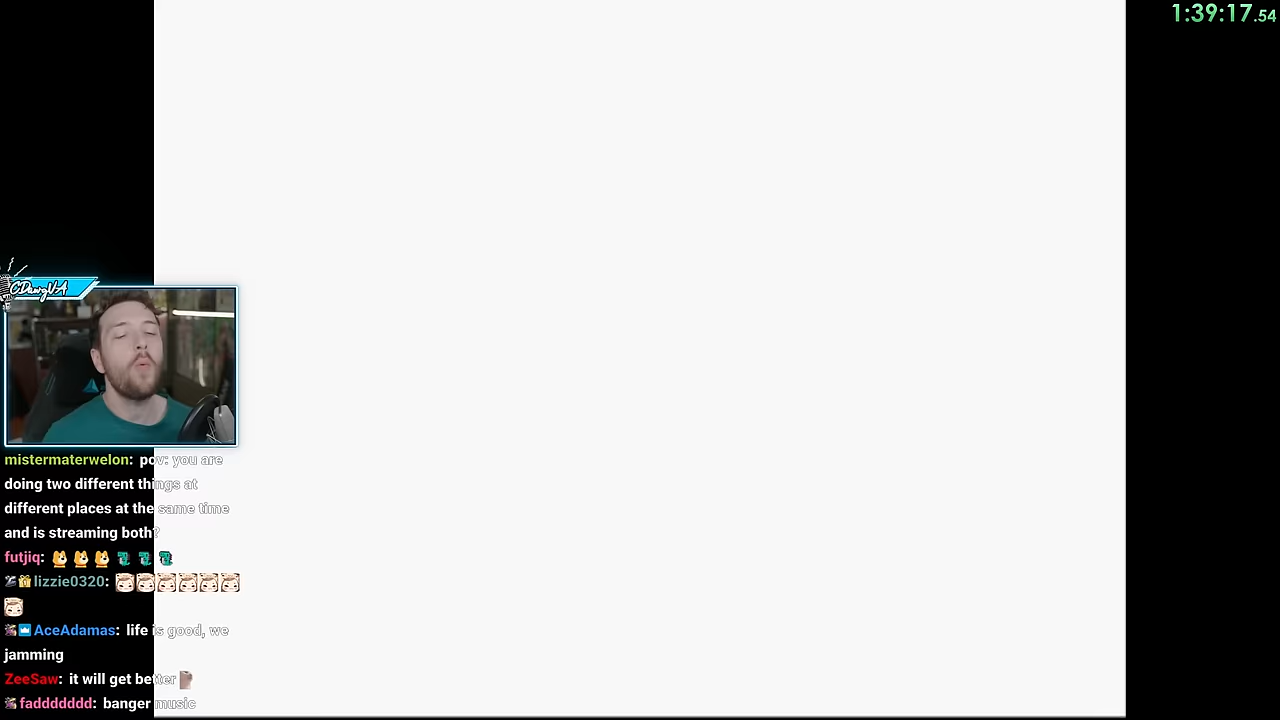 1:39:17.54
CDawgVA
mistermaterwelon: pov: you are
doing two different things at
different places at the same time
and is streaming both?
futjiq:
lizzie0320:
AceAdamas: life is good, we
jamming
ZeeSaw: it will get better
faddddddd: banger music